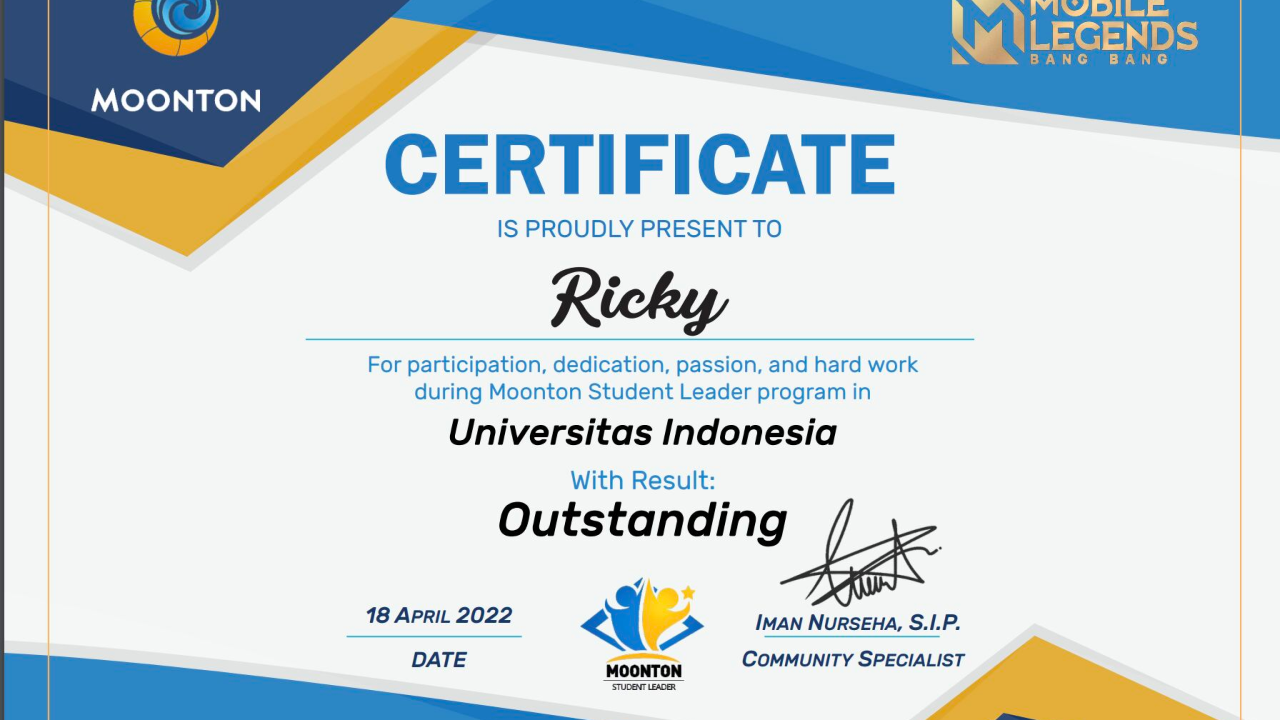 MOONTON
MOBILE
LEGENDS
BANG BANG
CERTIFICATE
IS PROUDLY PRESENT TO
Ricky
For participation, dedication, passion, and hard work
during Moonton Student Leader program in
Universitas Indonesia
With Result:
Outstanding
18 APRIL 2022
DATE
MOONTON
STUDENT LEADER
IMAN NURSEHA, S.I.P.
COMMUNITY SPECIALIST